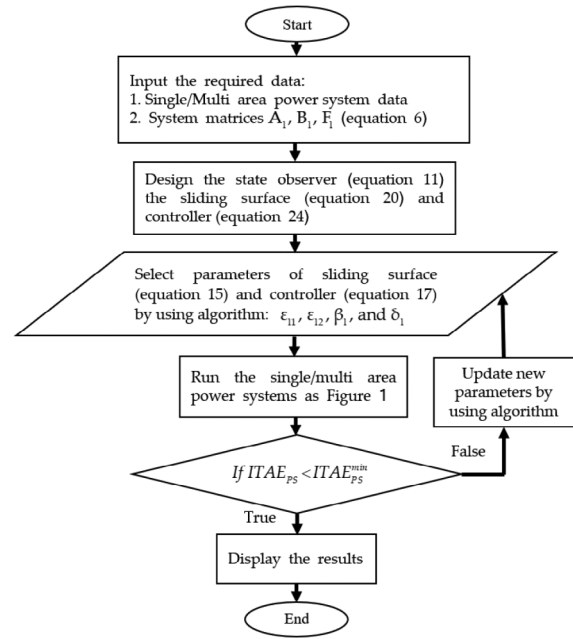 Start
Input the required data:
1. Single/Multi area power system data
2. System matrices A₁, B₁, F₁ (equation 6)
Design the state observer (equation 11)
the sliding surface (equation 20) and
controller (equation 24)
Select parameters of sliding surface
(equation 15) and controller (equation 17)
by using algorithm: ε₁₁, ε₁₂, β₁, and δ₁
Run the single/multi area
power systems as Figure 1
Update new
parameters by
using algorithm
False
If ITAE_PS < ITAE_PS^min
True
Display the results
End